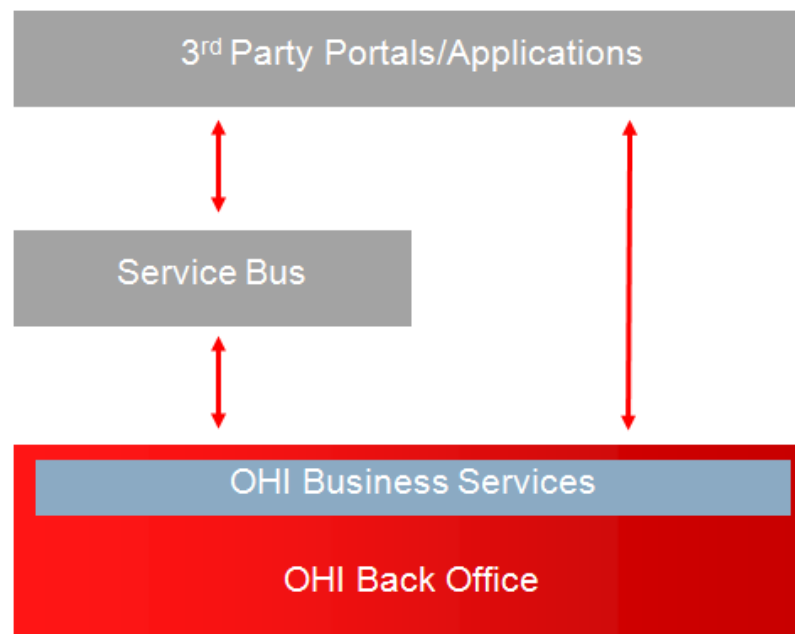 3rd Party Portals/Applications
Service Bus
OHI Business Services
OHI Back Office